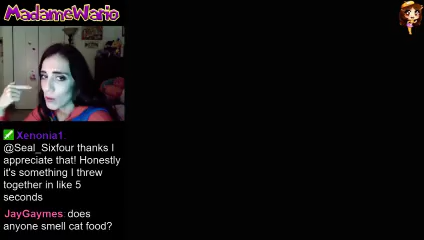 MadameWario
Xenonia1:
@Seal_Sixfour thanks I
appreciate that! Honestly
it's something I threw
together in like 5
seconds
JayGaymes: does
anyone smell cat food?